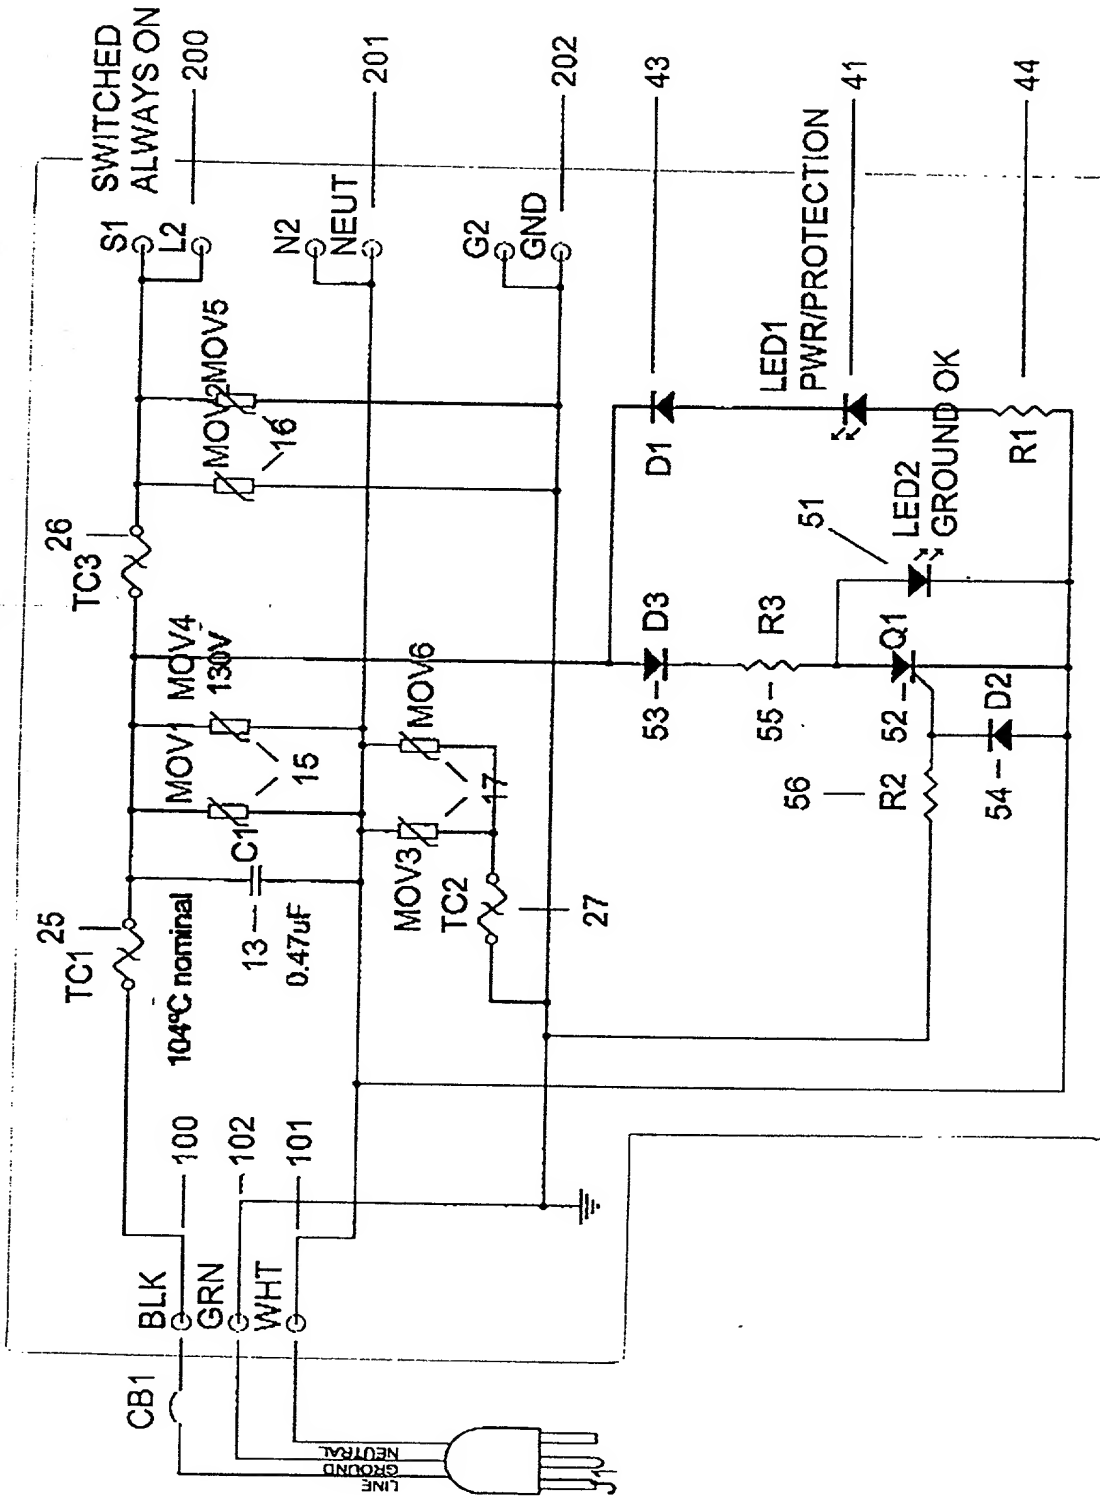 SWITCHED
ALWAYS ON
S1
L2
200
N2
NEUT
201
G2
GND
202
MOV2
MOV5
16
26
TC3
MOV1
MOV4
130V
15
MOV6
17
MOV3
TC2
27
25
TC1
104ºC nominal
C1
13
0.47uF
100
102
101
BLK
GRN
WHT
CB1
LINE
GROUND
NEUTRAL
43
D1
LED1
PWR/PROTECTION
41
44
R1
51
LED2
GROUND OK
53
D3
55
R3
52
Q1
56
R2
54
D2